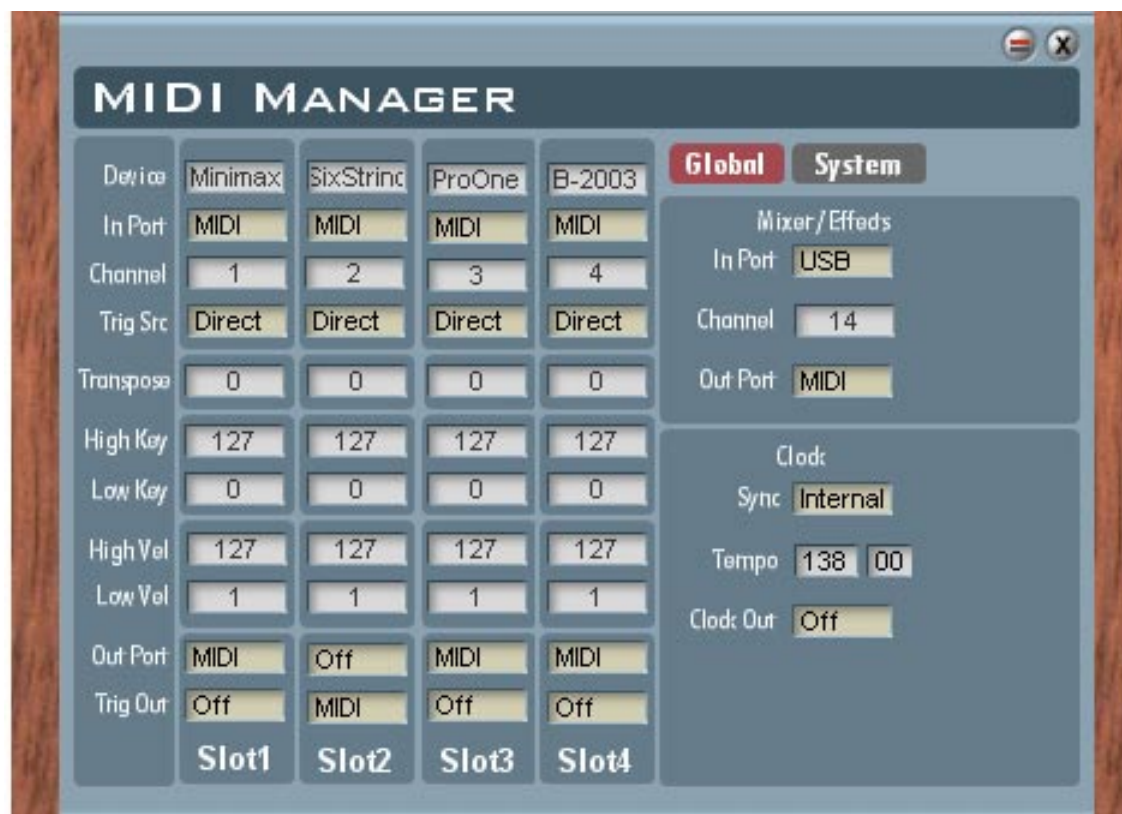 X
MIDI MANAGER
Device Minimax SixString ProOne B-2003
In Port MIDI MIDI MIDI MIDI
Channel 1 2 3 4
Trig Src Direct Direct Direct Direct
Transpose 0 0 0 0
High Key 127 127 127 127
Low Key 0 0 0 0
High Vel 127 127 127 127
Low Vel 1 1 1 1
Out Port MIDI Off MIDI MIDI
Trig Out Off MIDI Off Off
Slot1 Slot2 Slot3 Slot4
Global System
Mixer/Effects
In Port USB
Channel 14
Out Port MIDI
Clock
Sync Internal
Tempo 138 00
Clock Out Off